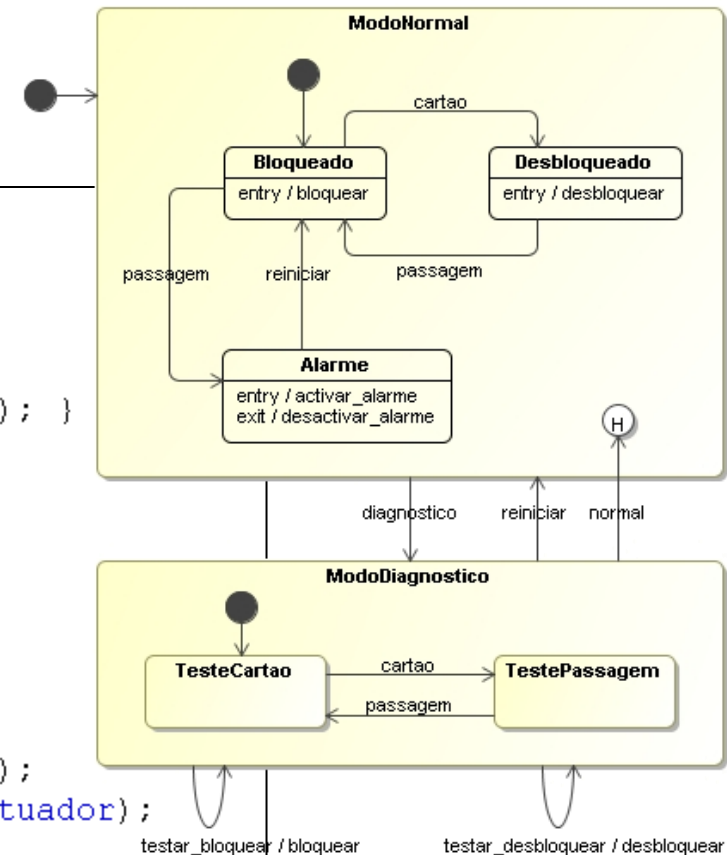 ModoNormal
cartao
Bloqueado
entry / bloquear
Desbloqueado
entry / desbloquear
passagem
reiniciar
passagem
Alarme
entry / activar_alarme
exit / desactivar_alarme
); }
H
diagnostico
reiniciar
normal
ModoDiagnostico
TesteCartao
cartao
TestePassagem
passagem
);
tuador);
testar_bloquear / bloquear
testar_desbloquear / desbloquear